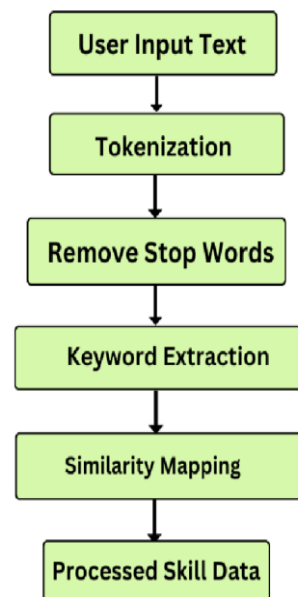 User Input Text
Tokenization
Remove Stop Words
Keyword Extraction
Similarity Mapping
Processed Skill Data